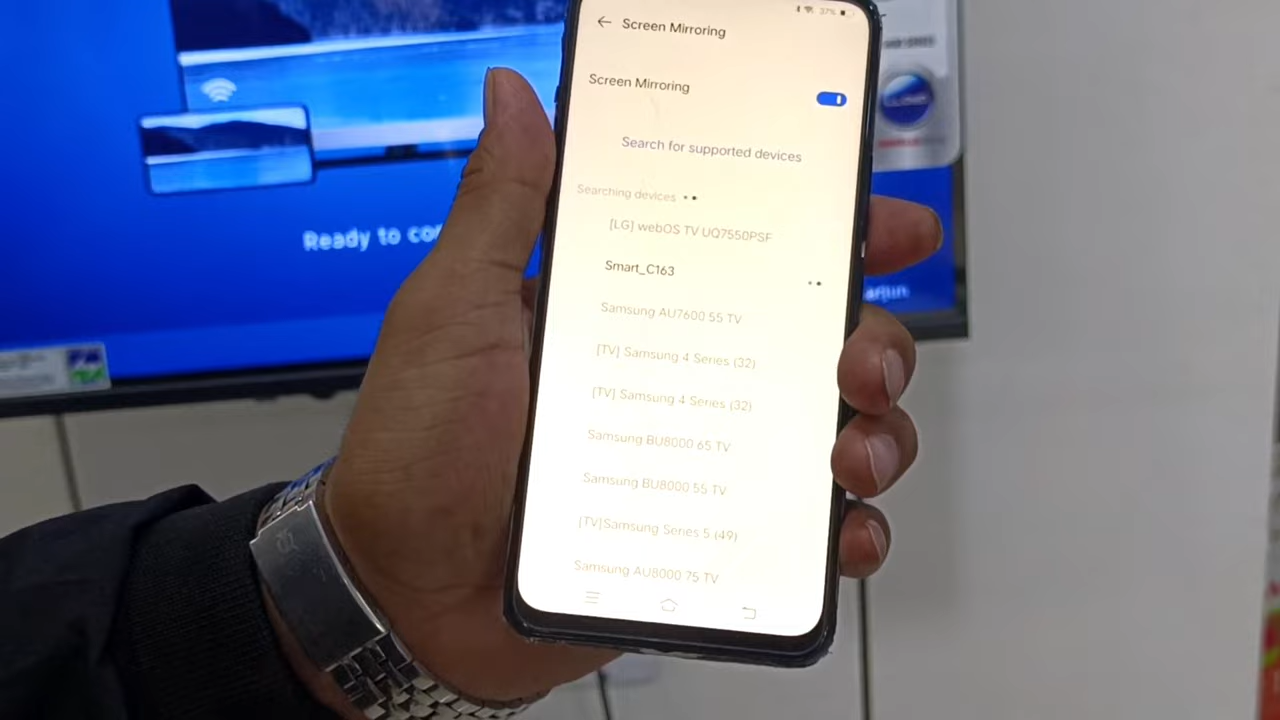 Screen Mirroring
37%
Screen Mirroring
Search for supported devices
Searching devices
[LG] webOS TV UQ7550PSF
Smart_C163
Samsung AU7600 55 TV
[TV] Samsung 4 Series (32)
[TV] Samsung 4 Series (32)
Samsung BU8000 65 TV
Samsung BU8000 55 TV
[TV]Samsung Series 5 (49)
Samsung AU8000 75 TV
Ready to